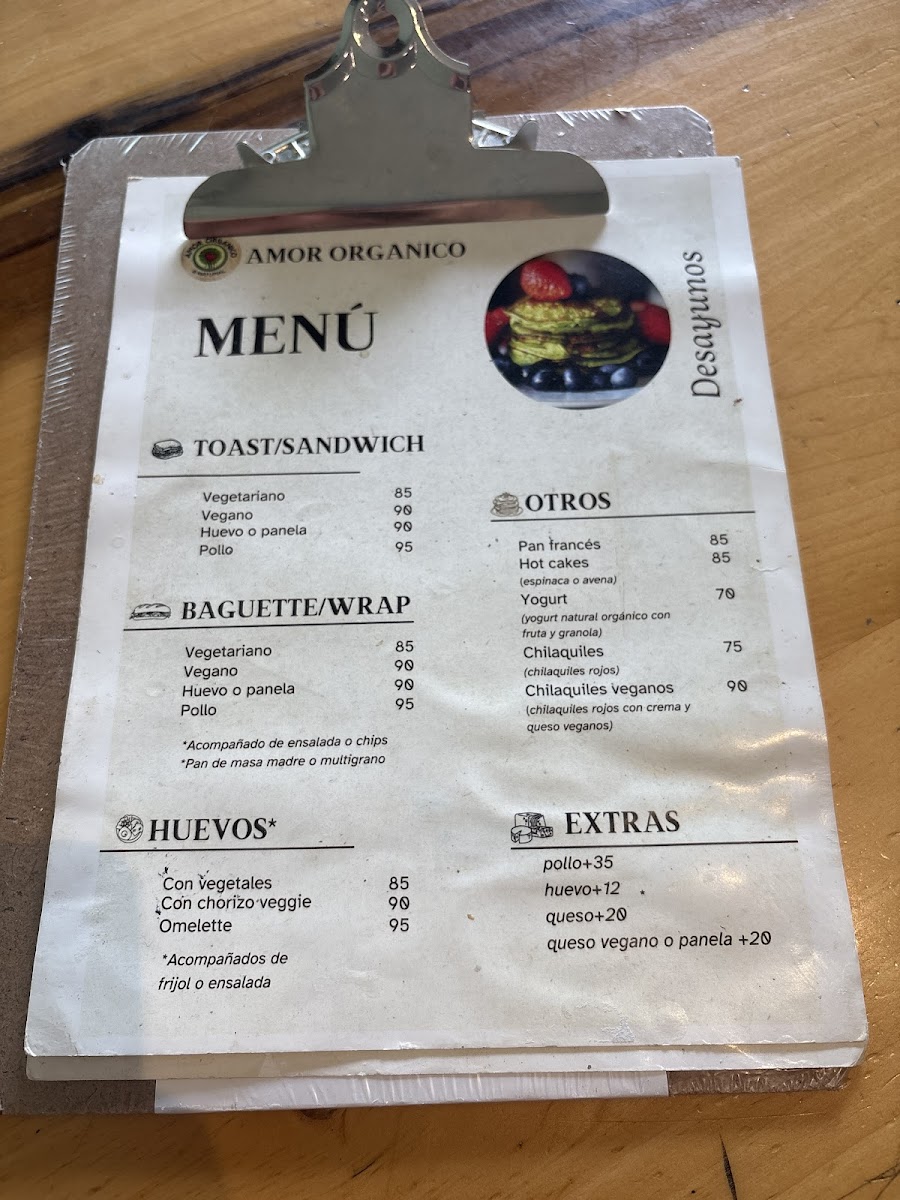 AMOR ORGANICO
AMOR ORGANICO
MENÚ
Desayunos
TOAST/SANDWICH
Vegetariano 85
Vegano 90
Huevo o panela 90
Pollo 95
BAGUETTE/WRAP
Vegetariano 85
Vegano 90
Huevo o panela 90
Pollo 95
*Acompañado de ensalada o chips
*Pan de masa madre o multigrano
HUEVOS*
Con vegetales 85
Con chorizo veggie 90
Omelette 95
*Acompañados de
frijol o ensalada
OTROS
Pan francés 85
Hot cakes 85
(espinaca o avena)
Yogurt 70
(yogurt natural orgánico con
fruta y granola)
Chilaquiles 75
(chilaquiles rojos)
Chilaquiles veganos 90
(chilaquiles rojos con crema y
queso veganos)
EXTRAS
pollo+35
huevo+12
queso+20
queso vegano o panela +20